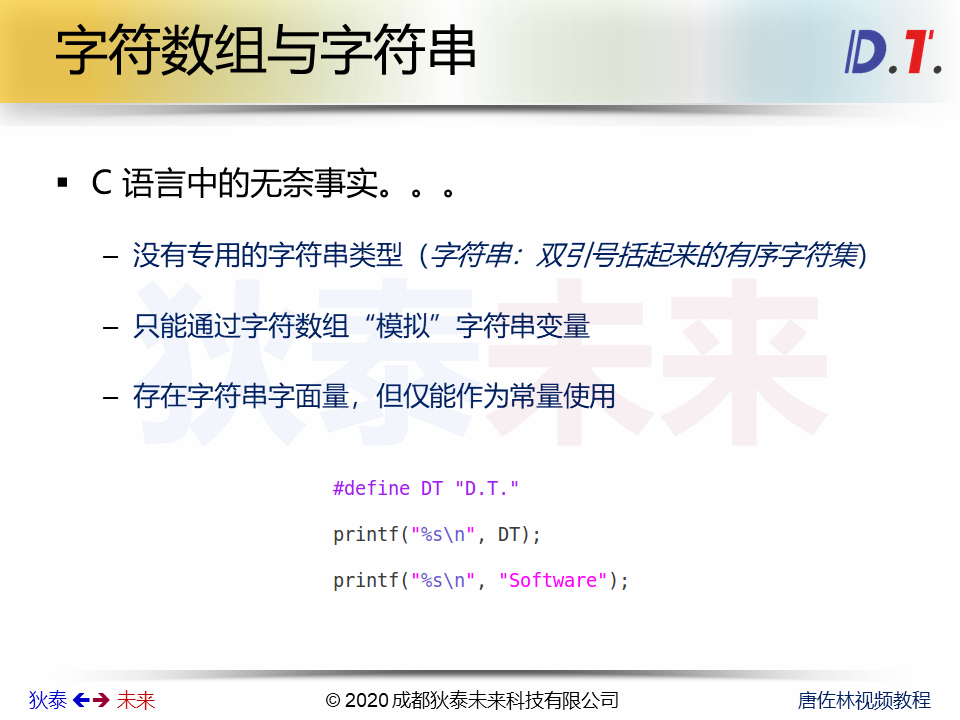 字符数组与字符串
D.T.
▪ C 语言中的无奈事实。。。
– 没有专用的字符串类型（字符串：双引号括起来的有序字符集）
– 只能通过字符数组“模拟”字符串变量
– 存在字符串字面量，但仅能作为常量使用
狄泰未来
#define DT "D.T."
printf("%s\n", DT);
printf("%s\n", "Software");
狄泰 未来
© 2020 成都狄泰未来科技有限公司
唐佐林视频教程